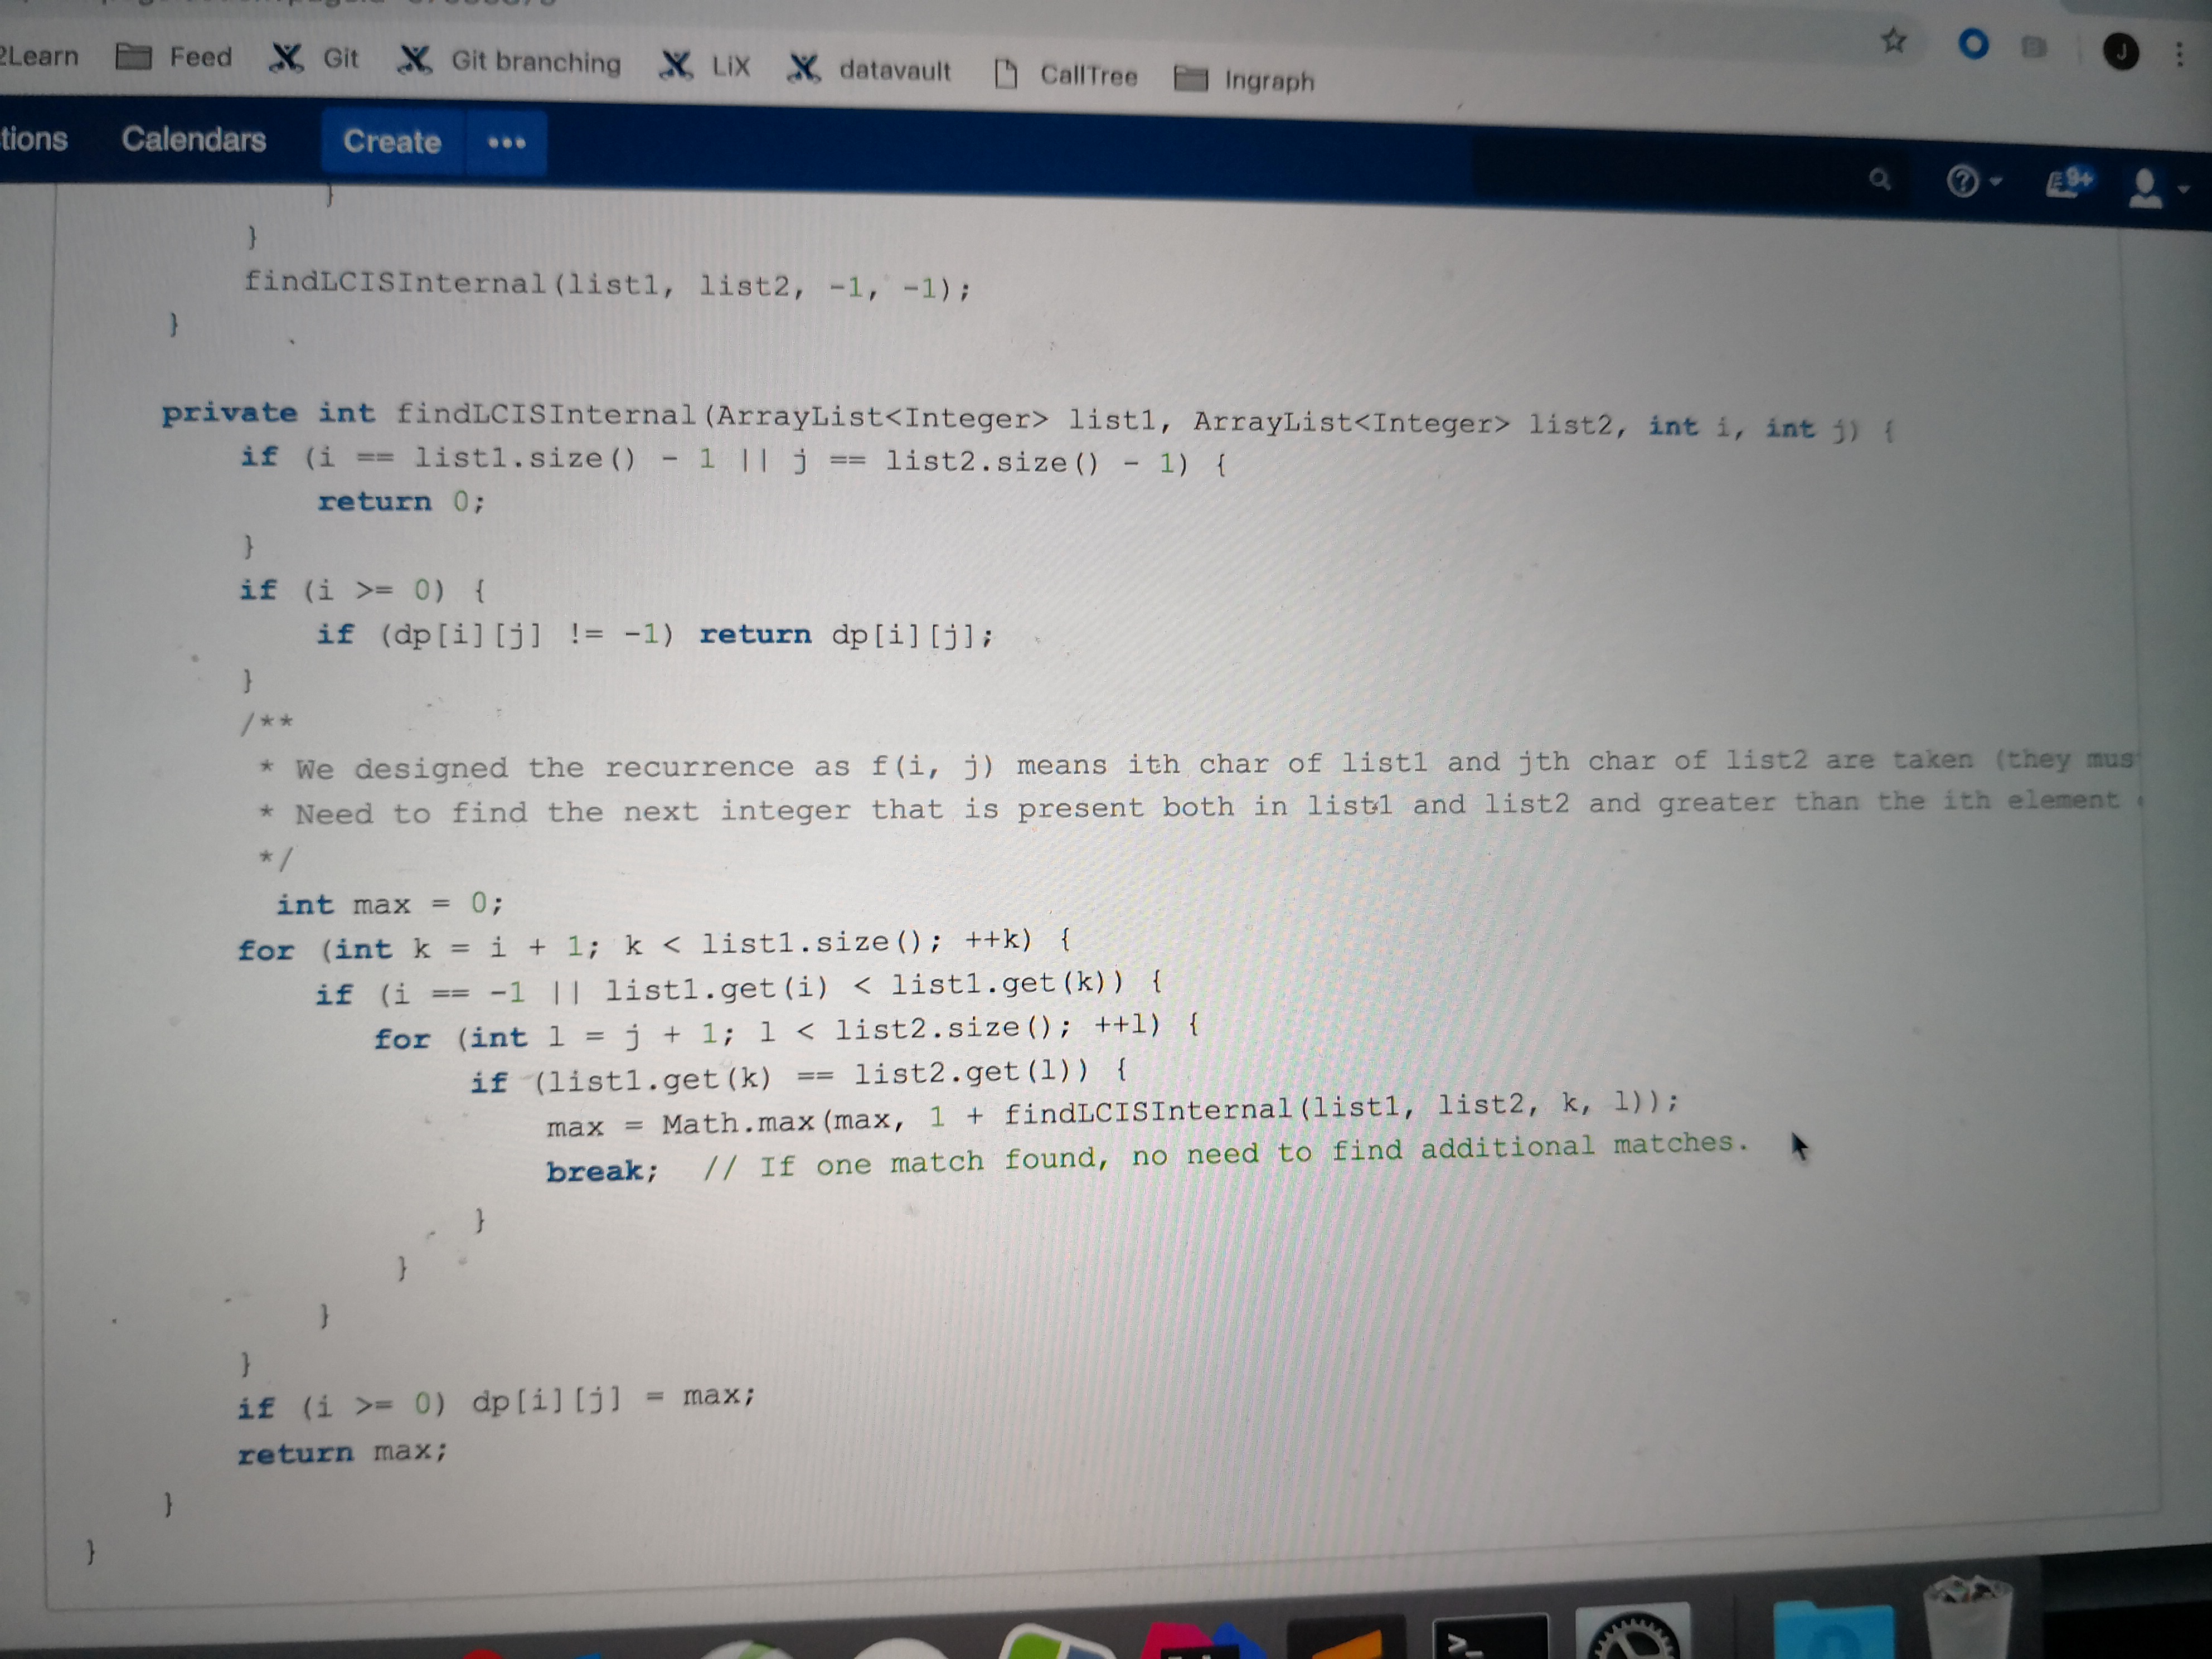 2Learn Feed Git Git branching LiX datavault CallTree Ingraph J
tions Calendars Create ••• ? 9+
}
}
findLCISInternal(list1, list2, -1, -1);
}
private int findLCISInternal(ArrayList<Integer> list1, ArrayList<Integer> list2, int i, int j) {
if (i == list1.size() - 1 || j == list2.size() - 1) {
return 0;
}
if (i >= 0) {
if (dp[i][j] != -1) return dp[i][j];
}
/**
* We designed the recurrence as f(i, j) means ith char of list1 and jth char of list2 are taken (they mus
* Need to find the next integer that is present both in list1 and list2 and greater than the ith element
*/
int max = 0;
for (int k = i + 1; k < list1.size(); ++k) {
if (i == -1 || list1.get(i) < list1.get(k)) {
for (int l = j + 1; l < list2.size(); ++l) {
if (list1.get(k) == list2.get(l)) {
max = Math.max(max, 1 + findLCISInternal(list1, list2, k, l));
break; // If one match found, no need to find additional matches.
}
}
}
}
if (i >= 0) dp[i][j] = max;
return max;
}
}